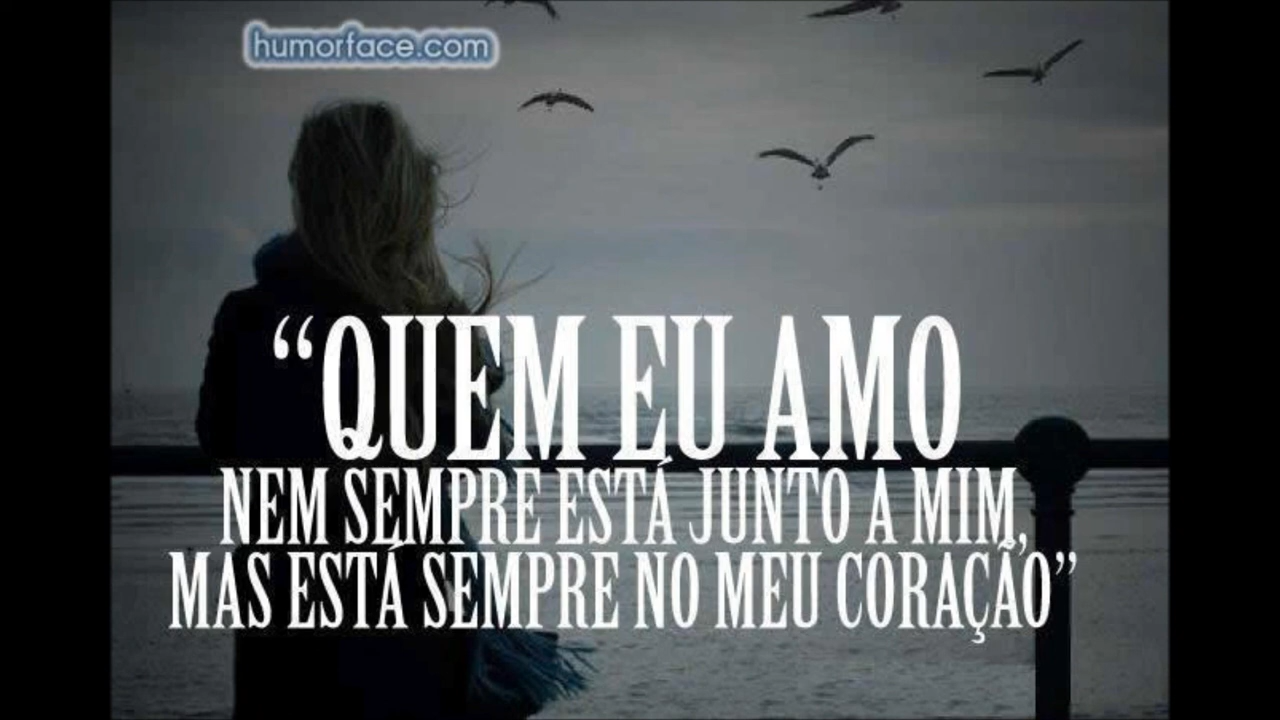 humorface.com
“QUEM EU AMO
NEM SEMPRE ESTÁ JUNTO A MIM,
MAS ESTÁ SEMPRE NO MEU CORAÇÃO”